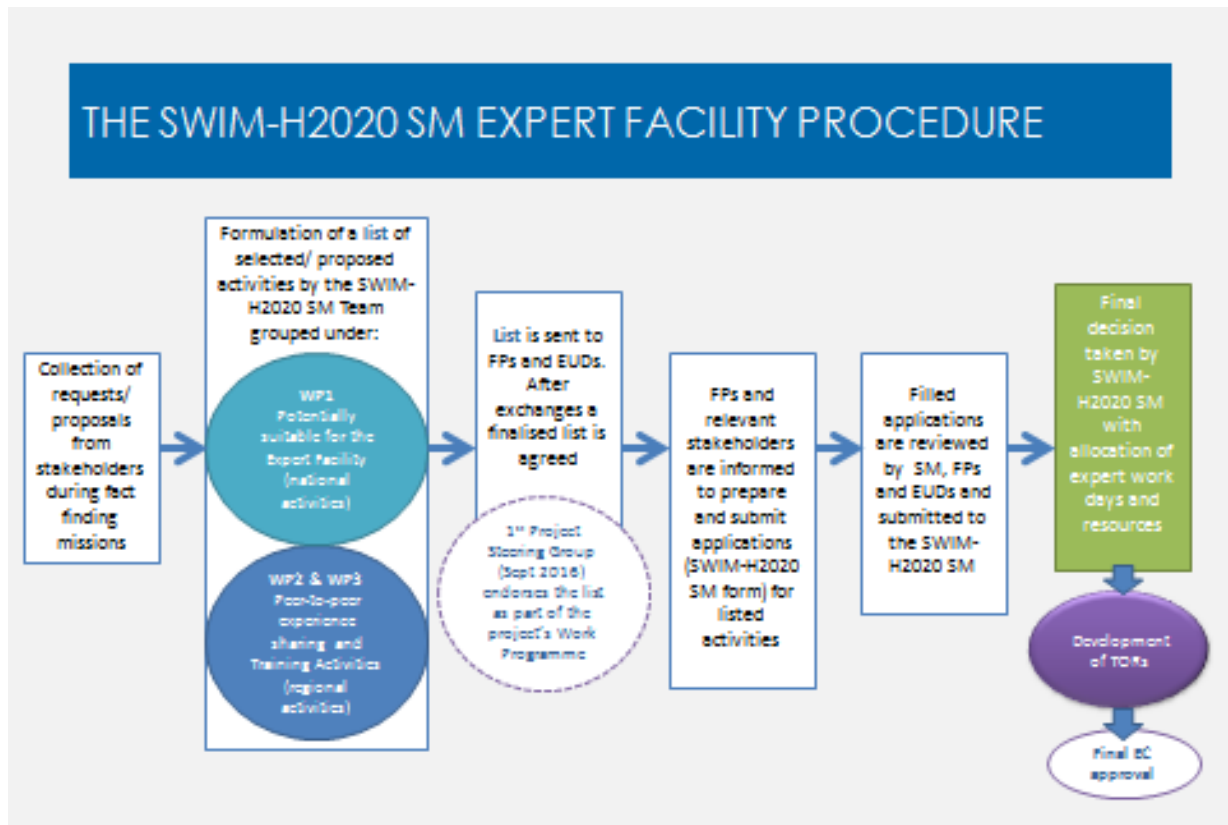 THE SWIM-H2020 SM EXPERT FACILITY PROCEDURE
Collection of
requests/
proposals
from
stakeholders
during fact
finding
missions
Formulation of a list of
selected/ proposed
activities by the SWIM-
H2020 SM Team
grouped under:
WP1
Potentially
suitable for the
Expert Facility
(national
activities)
WP2 & WP3
Peer-to-peer
experience
sharing and
Training Activities
(regional
activities)
List is sent to
FPs and EUDs.
After
exchanges a
finalised list is
agreed
1st Project
Steering Group
(Sept 2016)
endorses the list
as part of the
project's Work
Programme
FPs and
relevant
stakeholders
are informed
to prepare
and submit
applications
(SWIM-H2020
SM form) for
listed
activities
Filled
applications
are reviewed
by SM, FPs
and EUDs and
submitted to
the SWIM-
H2020 SM
Final
decision
taken by
SWIM-
H2020 SM
with
allocation of
expert work
days and
resources
Development
of TORs
Final EC
approval